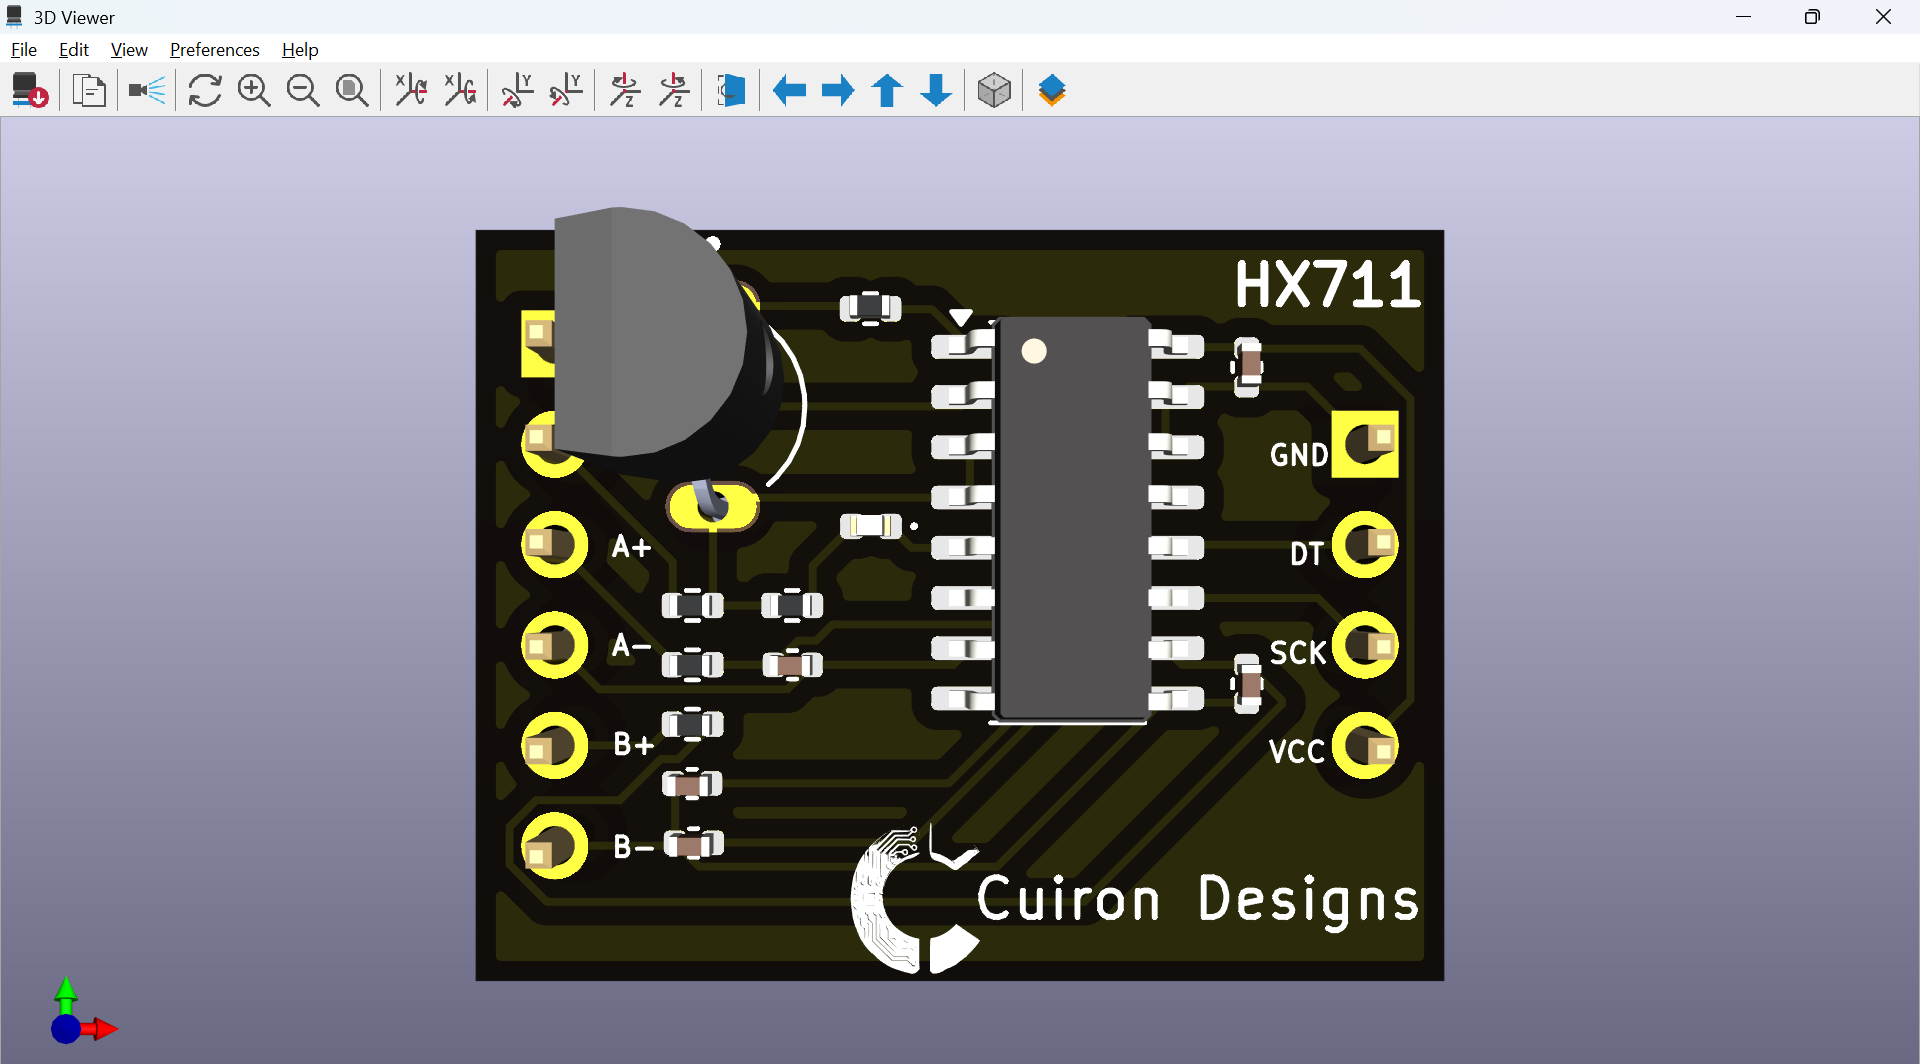 3D Viewer
File Edit View Preferences Help
X X Y Y Z Z
HX711
GND
A+
DT
A-
SCK
B+
VCC
B-
Cuiron Designs